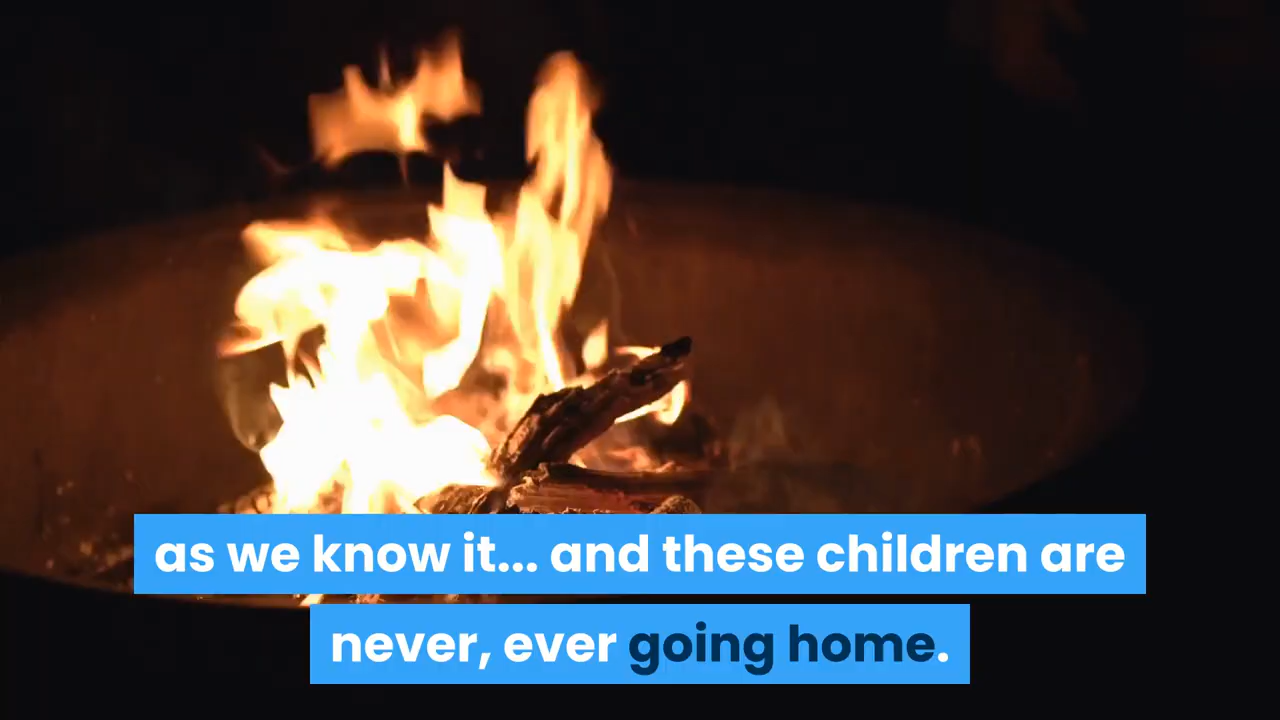 as we know it... and these children are
never, ever going home.